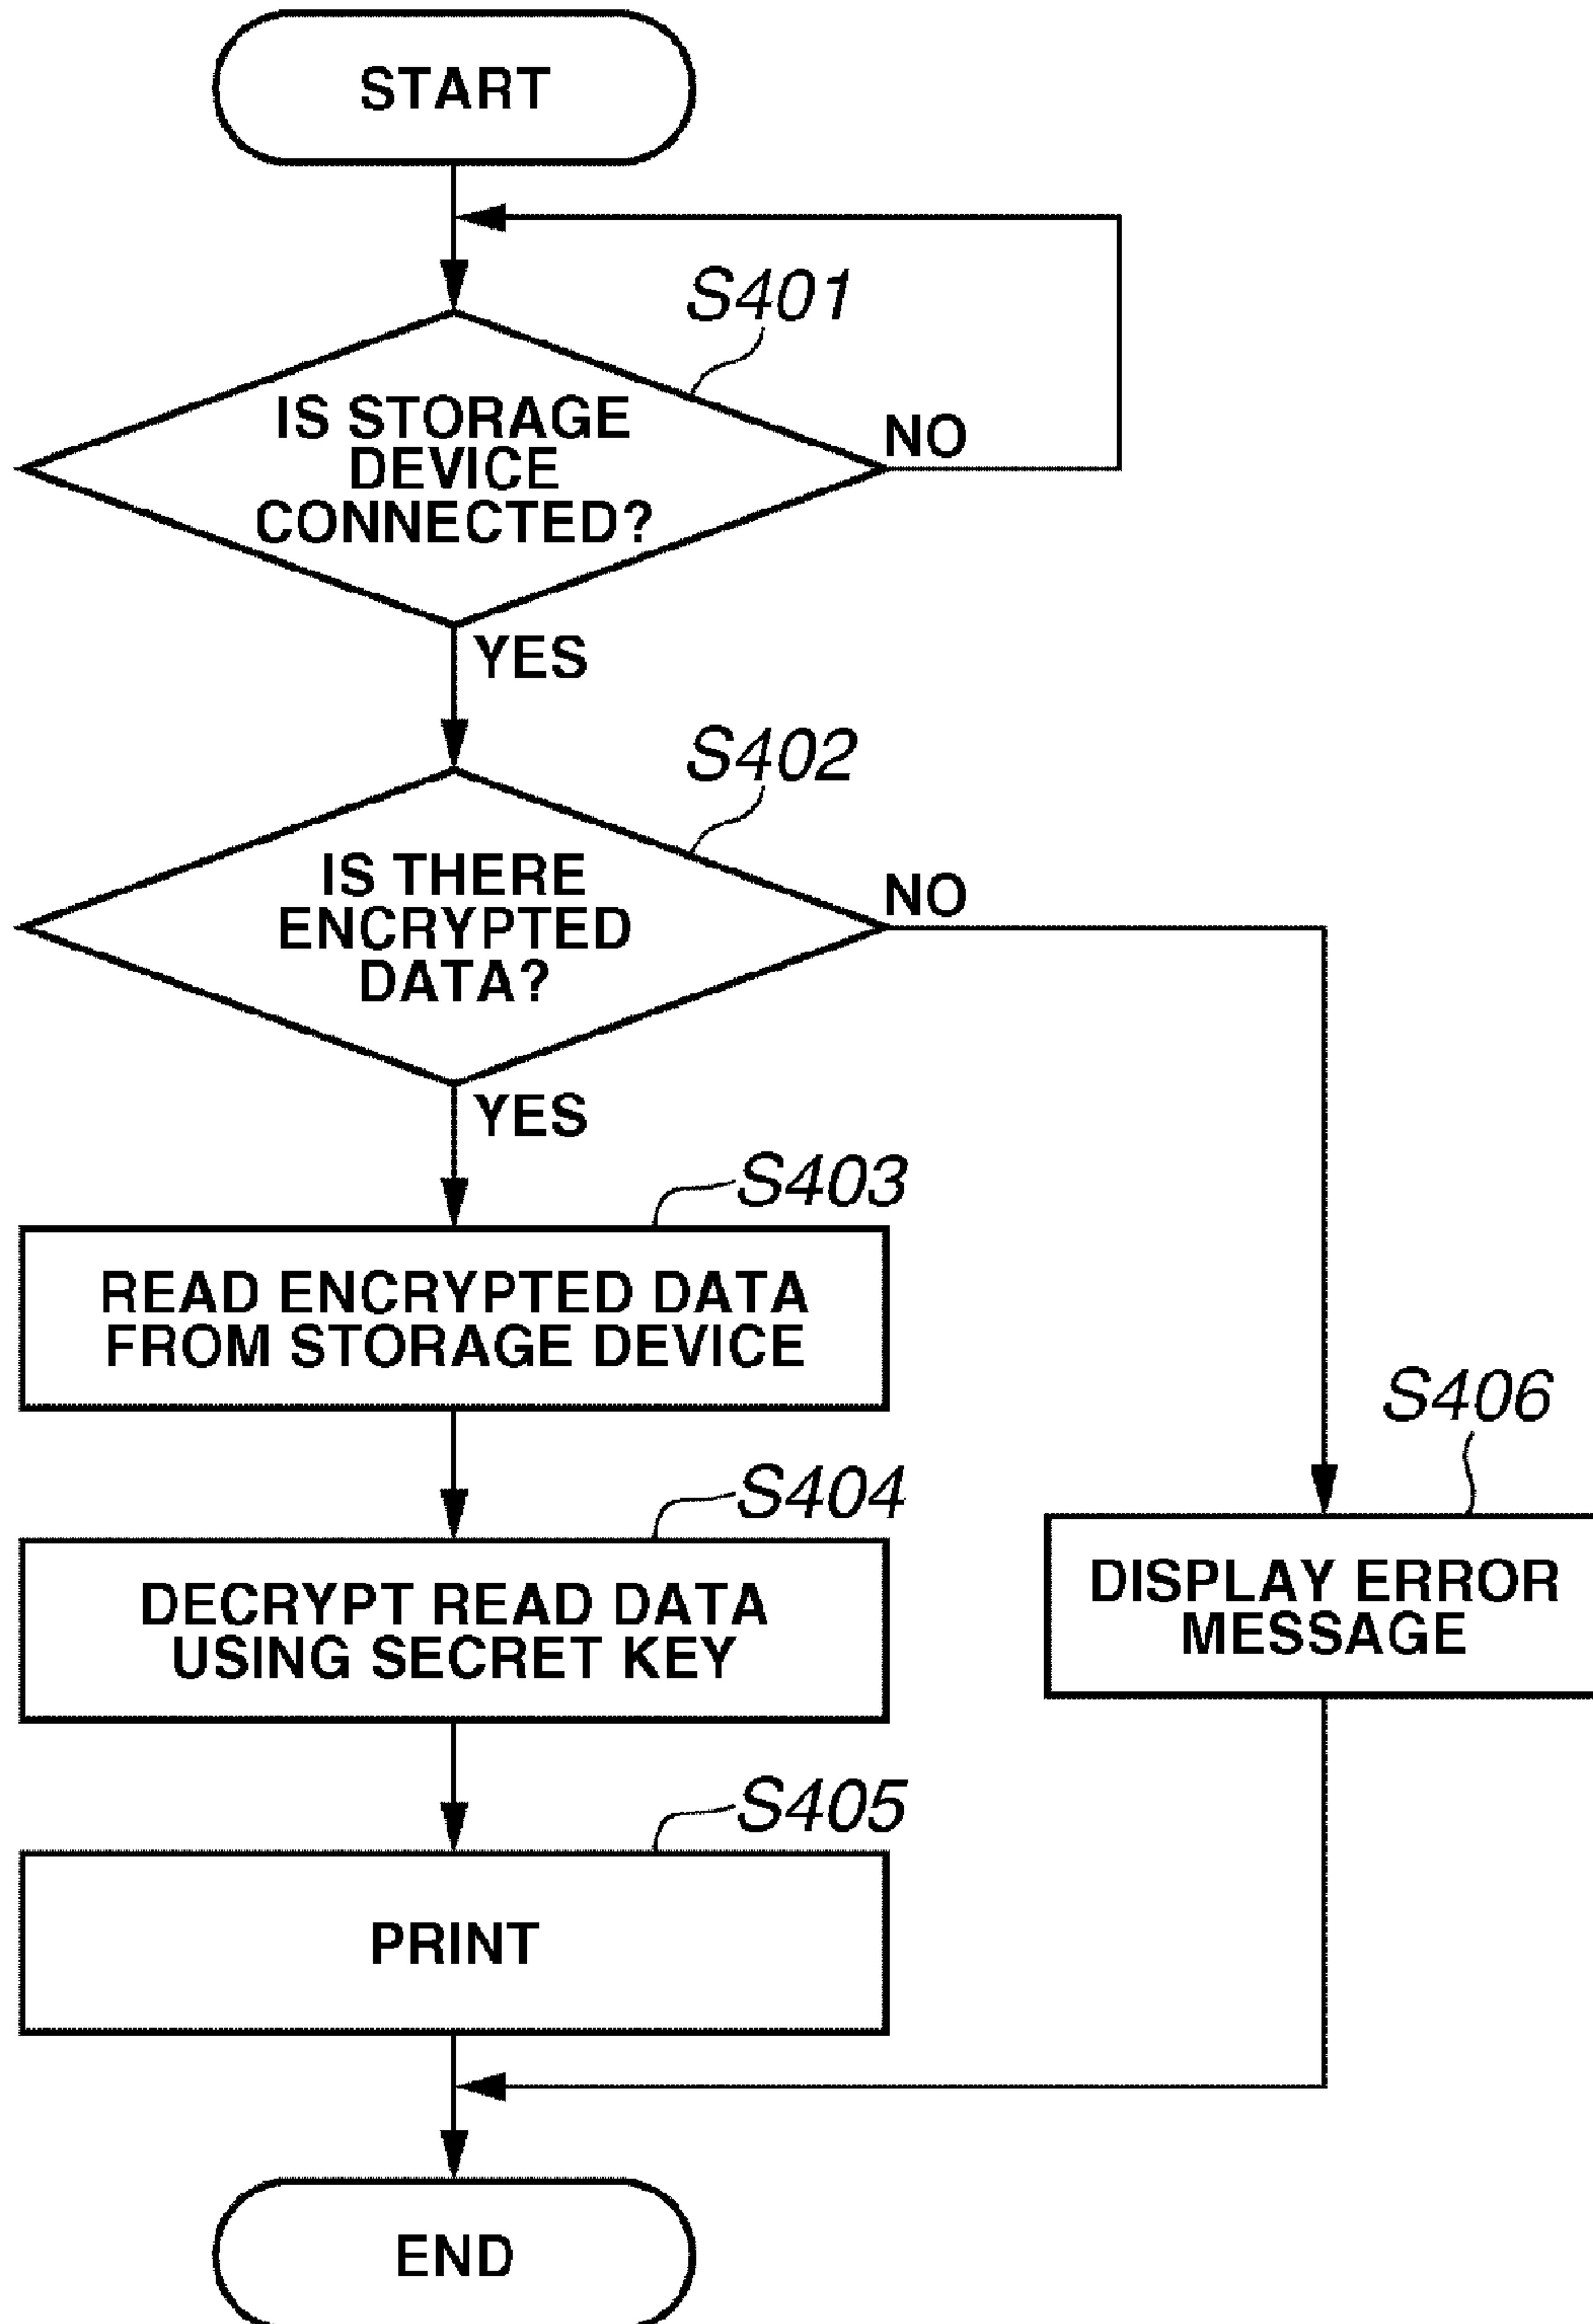 START
S401
IS STORAGE
DEVICE
CONNECTED?
NO
YES
S402
IS THERE
ENCRYPTED
DATA?
NO
YES
S403
READ ENCRYPTED DATA
FROM STORAGE DEVICE
S404
DECRYPT READ DATA
USING SECRET KEY
S406
DISPLAY ERROR
MESSAGE
S405
PRINT
END